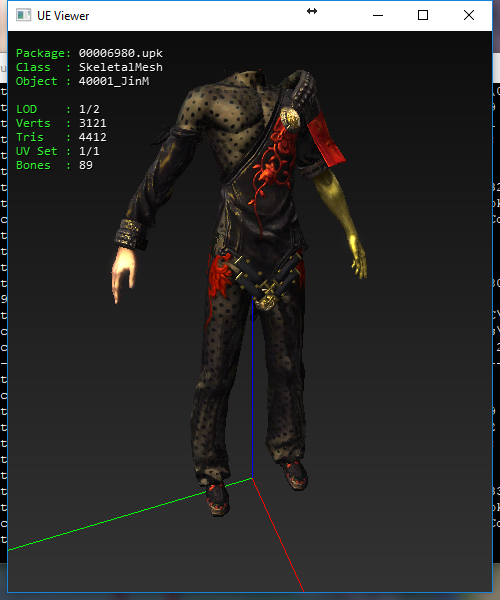 UE Viewer
Package: 00006980.upk
Class : SkeletalMesh
Object : 40001_JinM
LOD : 1/2
Verts : 3121
Tris : 4412
UV Set : 1/1
Bones : 89